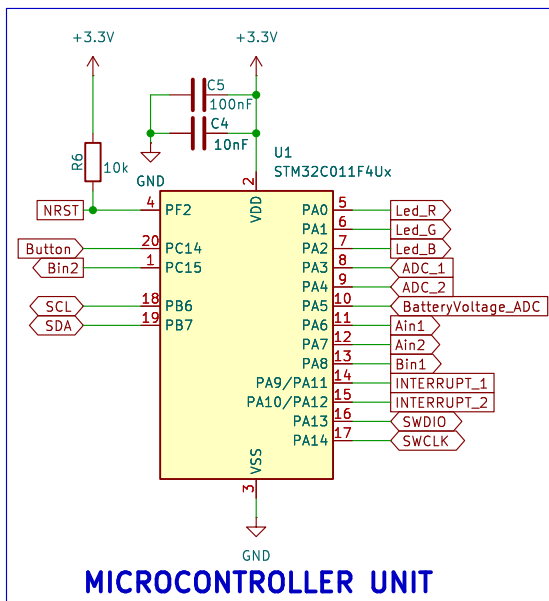 +3.3V
+3.3V
C5
100nF
C4
10nF
R6
10k
GND
U1
STM32C011F4Ux
2
VDD
NRST
4
PF2
Button
20
PC14
Bin2
1
PC15
SCL
18
PB6
SDA
19
PB7
PA0
5
Led_R
PA1
6
Led_G
PA2
7
Led_B
PA3
8
ADC_1
PA4
9
ADC_2
PA5
10
BatteryVoltage_ADC
PA6
11
Ain1
PA7
12
Ain2
PA8
13
Bin1
PA9/PA11
14
INTERRUPT_1
PA10/PA12
15
INTERRUPT_2
PA13
16
SWDIO
PA14
17
SWCLK
VSS
3
GND
MICROCONTROLLER UNIT